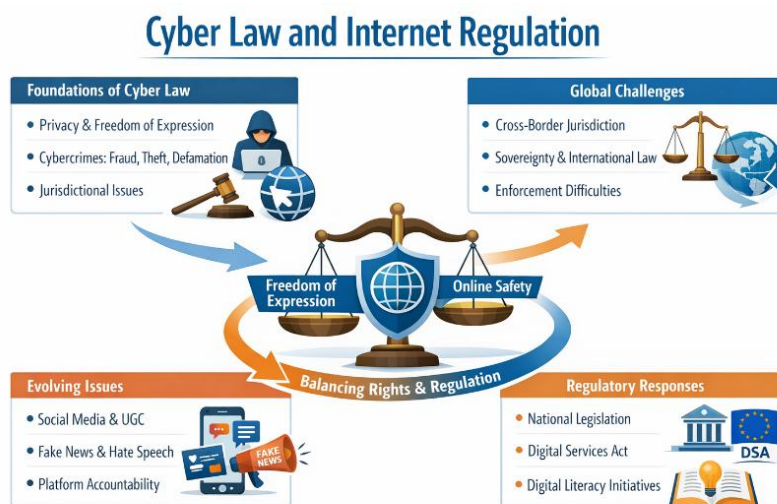 Cyber Law and Internet Regulation
Foundations of Cyber Law
• Privacy & Freedom of Expression
• Cybercrimes: Fraud, Theft, Defamation
• Jurisdictional Issues
Global Challenges
• Cross-Border Jurisdiction
• Sovereignty & International Law
• Enforcement Difficulties
Freedom of
Expression
Online Safety
Balancing Rights & Regulation
Evolving Issues
• Social Media & UGC
• Fake News & Hate Speech
• Platform Accountability
FAKE
NEWS
Regulatory Responses
• National Legislation
• Digital Services Act
• Digital Literacy Initiatives
DSA